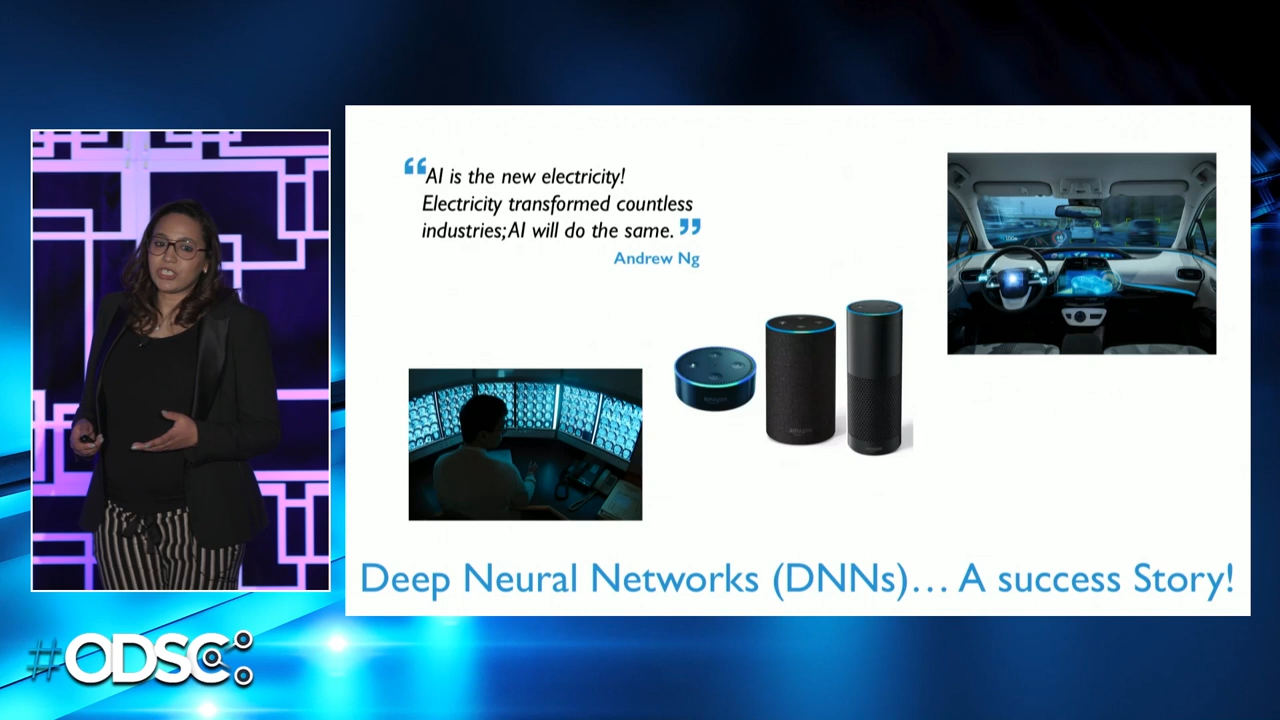 “AI is the new electricity!
Electricity transformed countless
industries;AI will do the same.”
Andrew Ng
Deep Neural Networks (DNNs)... A success Story!
#ODSC